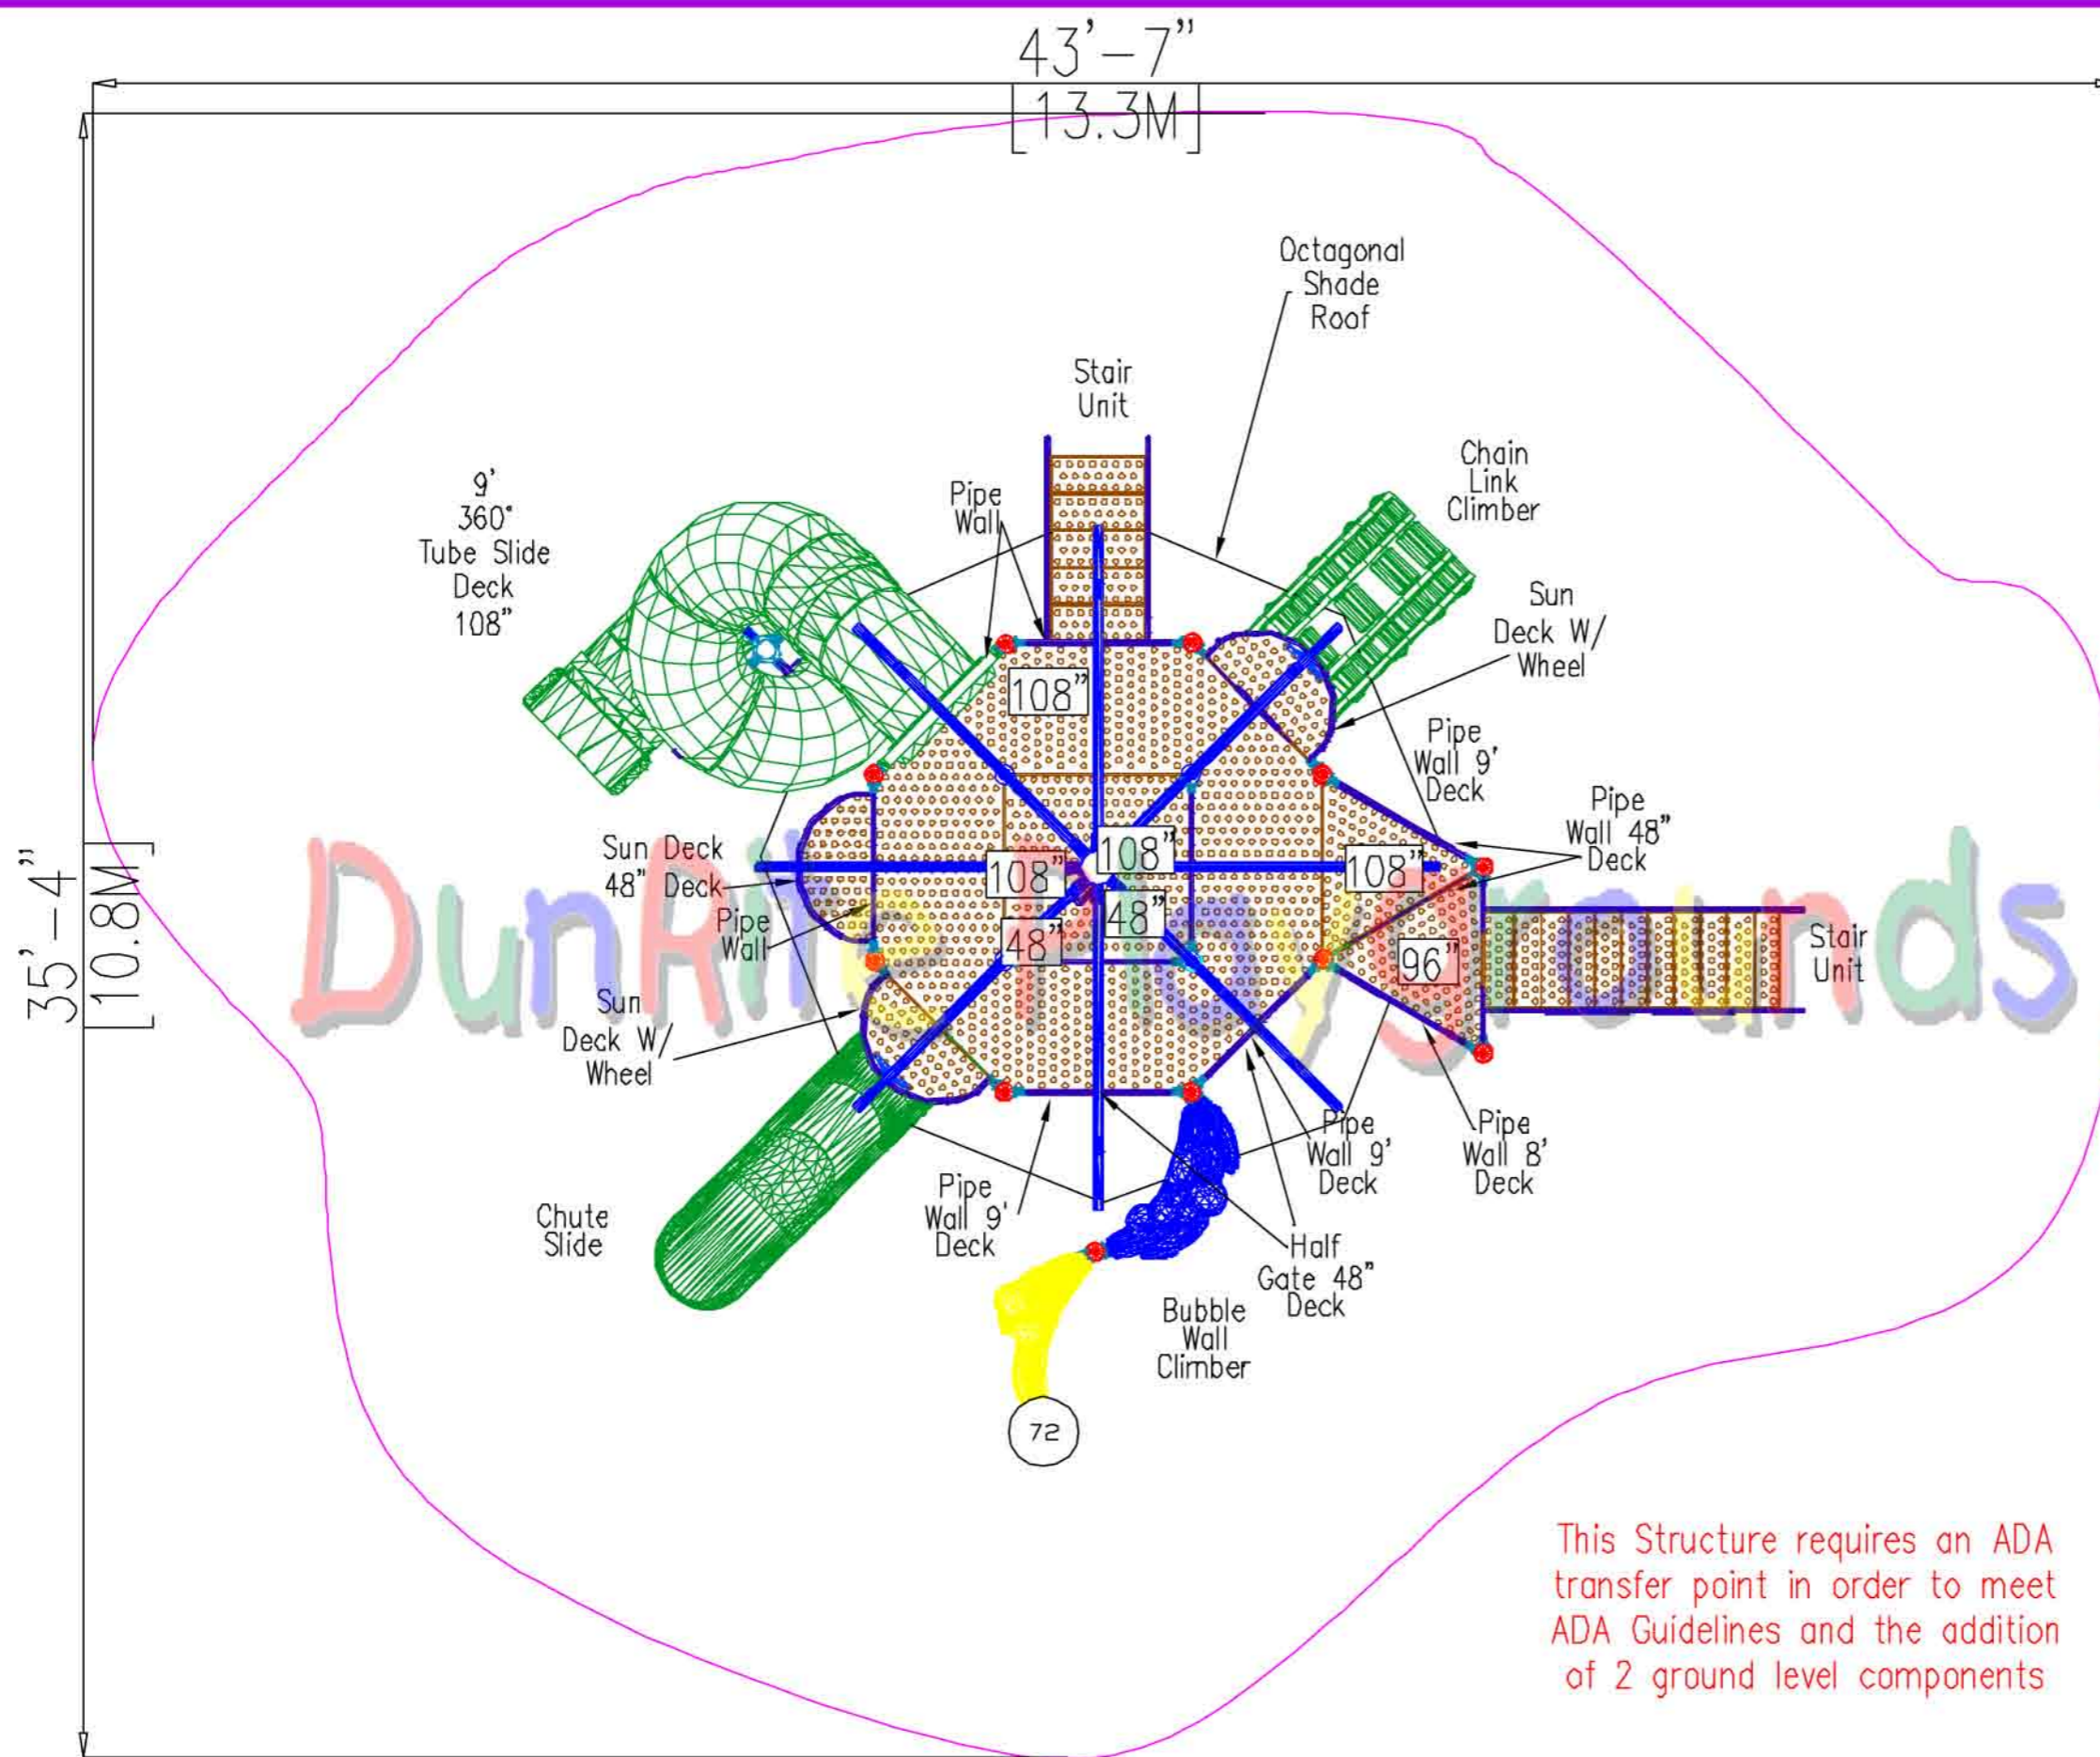 43'-7"
[13.3M]
35'-4"
[10.8M]
Octagonal
Shade
Roof
Stair
Unit
Chain
Link
Climber
9'
360°
Tube Slide
Deck
108"
Pipe
Wall
Sun
Deck W/
Wheel
108"
Pipe
Wall 9'
Deck
Pipe
Wall 48"
Deck
Sun Deck
48" Deck
108"
108"
108"
Pipe
Wall
48"
48"
96"
Stair
Unit
DunRite Playgrounds
Sun
Deck W/
Wheel
Pipe
Wall 9'
Deck
Pipe
Wall 8'
Deck
Pipe
Wall 9'
Deck
Chute
Slide
Half
Gate 48"
Deck
Bubble
Wall
Climber
72
This Structure requires an ADA
transfer point in order to meet
ADA Guidelines and the addition
of 2 ground level components